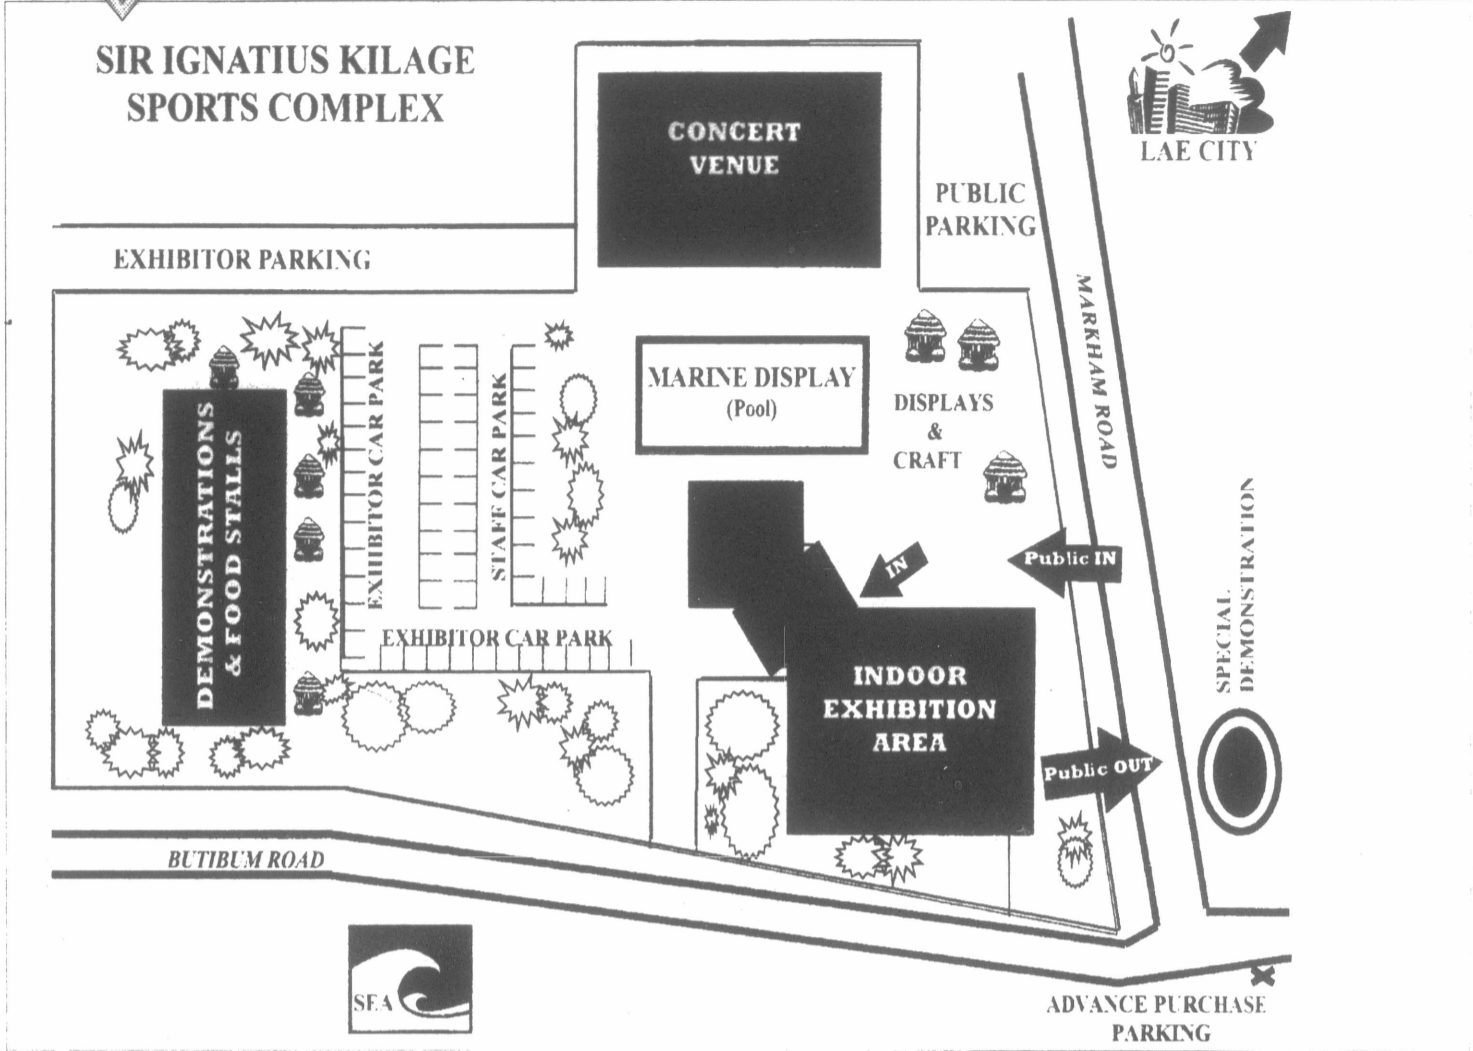 SIR IGNATIUS KILAGE
SPORTS COMPLEX
CONCERT
VENUE
LAE CITY
PUBLIC
PARKING
EXHIBITOR PARKING
MARKHAM ROAD
MARINE DISPLAY
(Pool)
DISPLAYS
&
CRAFT
EXHIBITOR CAR PARK
STAFF CAR PARK
DEMONSTRATIONS
& FOOD STALLS
IN
Public IN
SPECIAL
DEMONSTRATION
EXHIBITOR CAR PARK
INDOOR
EXHIBITION
AREA
Public OUT
BUTIBUM ROAD
SEA
ADVANCE PURCHASE
PARKING